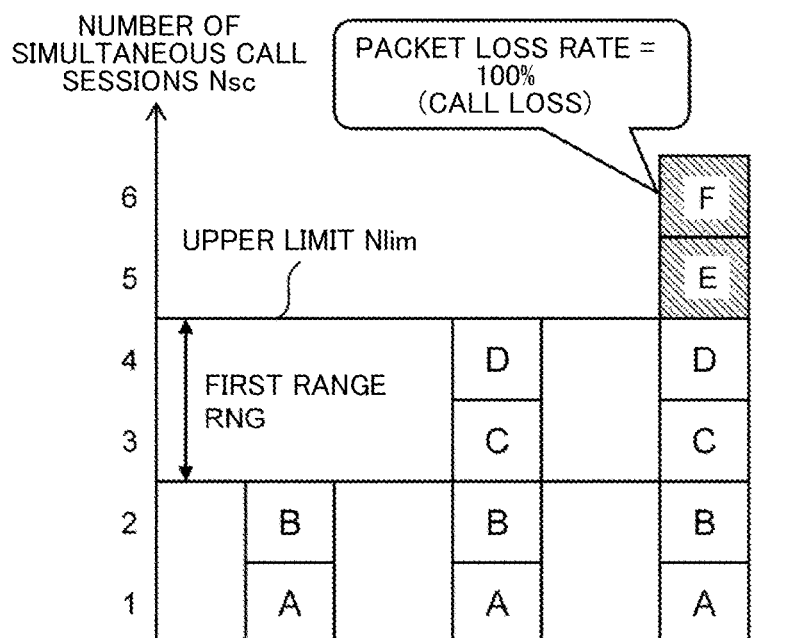 NUMBER OF
SIMULTANEOUS CALL
SESSIONS Nsc
PACKET LOSS RATE =
100%
(CALL LOSS)
6
F
UPPER LIMIT Nlim
5
E
4
D
D
FIRST RANGE
RNG
3
C
C
2
B
B
B
1
A
A
A